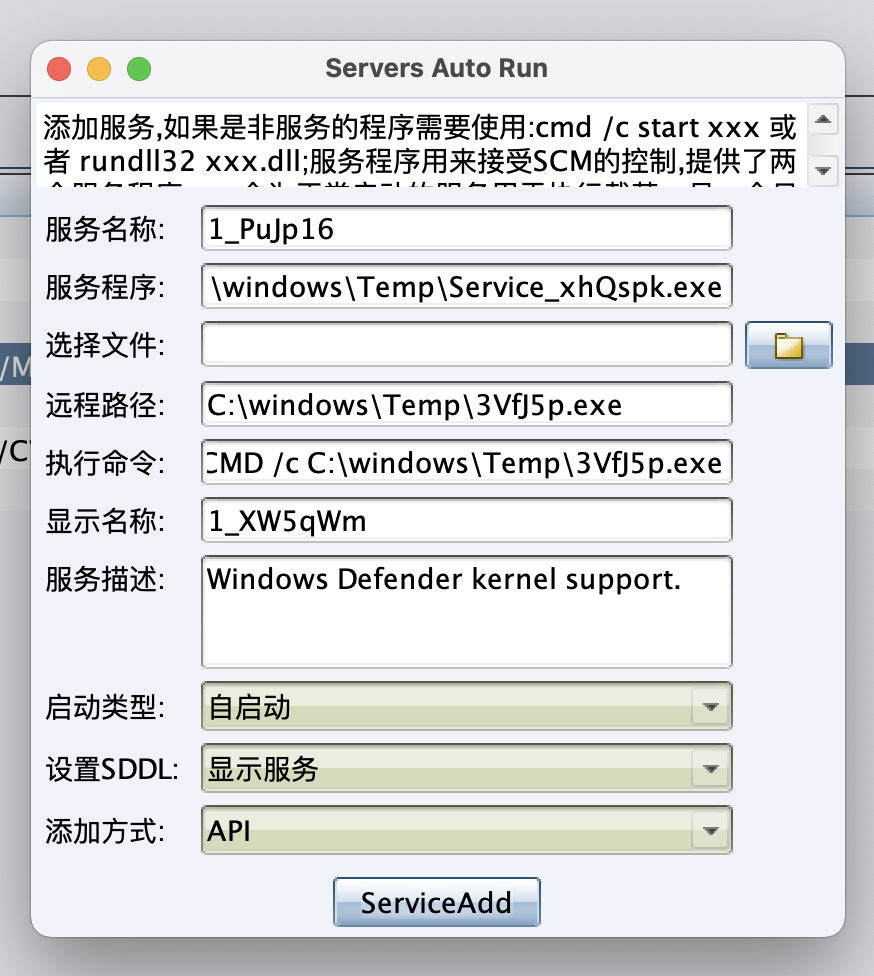 Servers Auto Run
添加服务,如果是非服务的程序需要使用:cmd /c start xxx 或
者 rundll32 xxx.dll;服务程序用来接受SCM的控制,提供了两
服务名称: 1_PuJp16
服务程序: \windows\Temp\Service_xhQspk.exe
选择文件:
/M
远程路径: C:\windows\Temp\3VfJ5p.exe
/C
执行命令: CMD /c C:\windows\Temp\3VfJ5p.exe
显示名称: 1_XW5qWm
服务描述: Windows Defender kernel support.
启动类型: 自启动
设置SDDL: 显示服务
添加方式: API
ServiceAdd